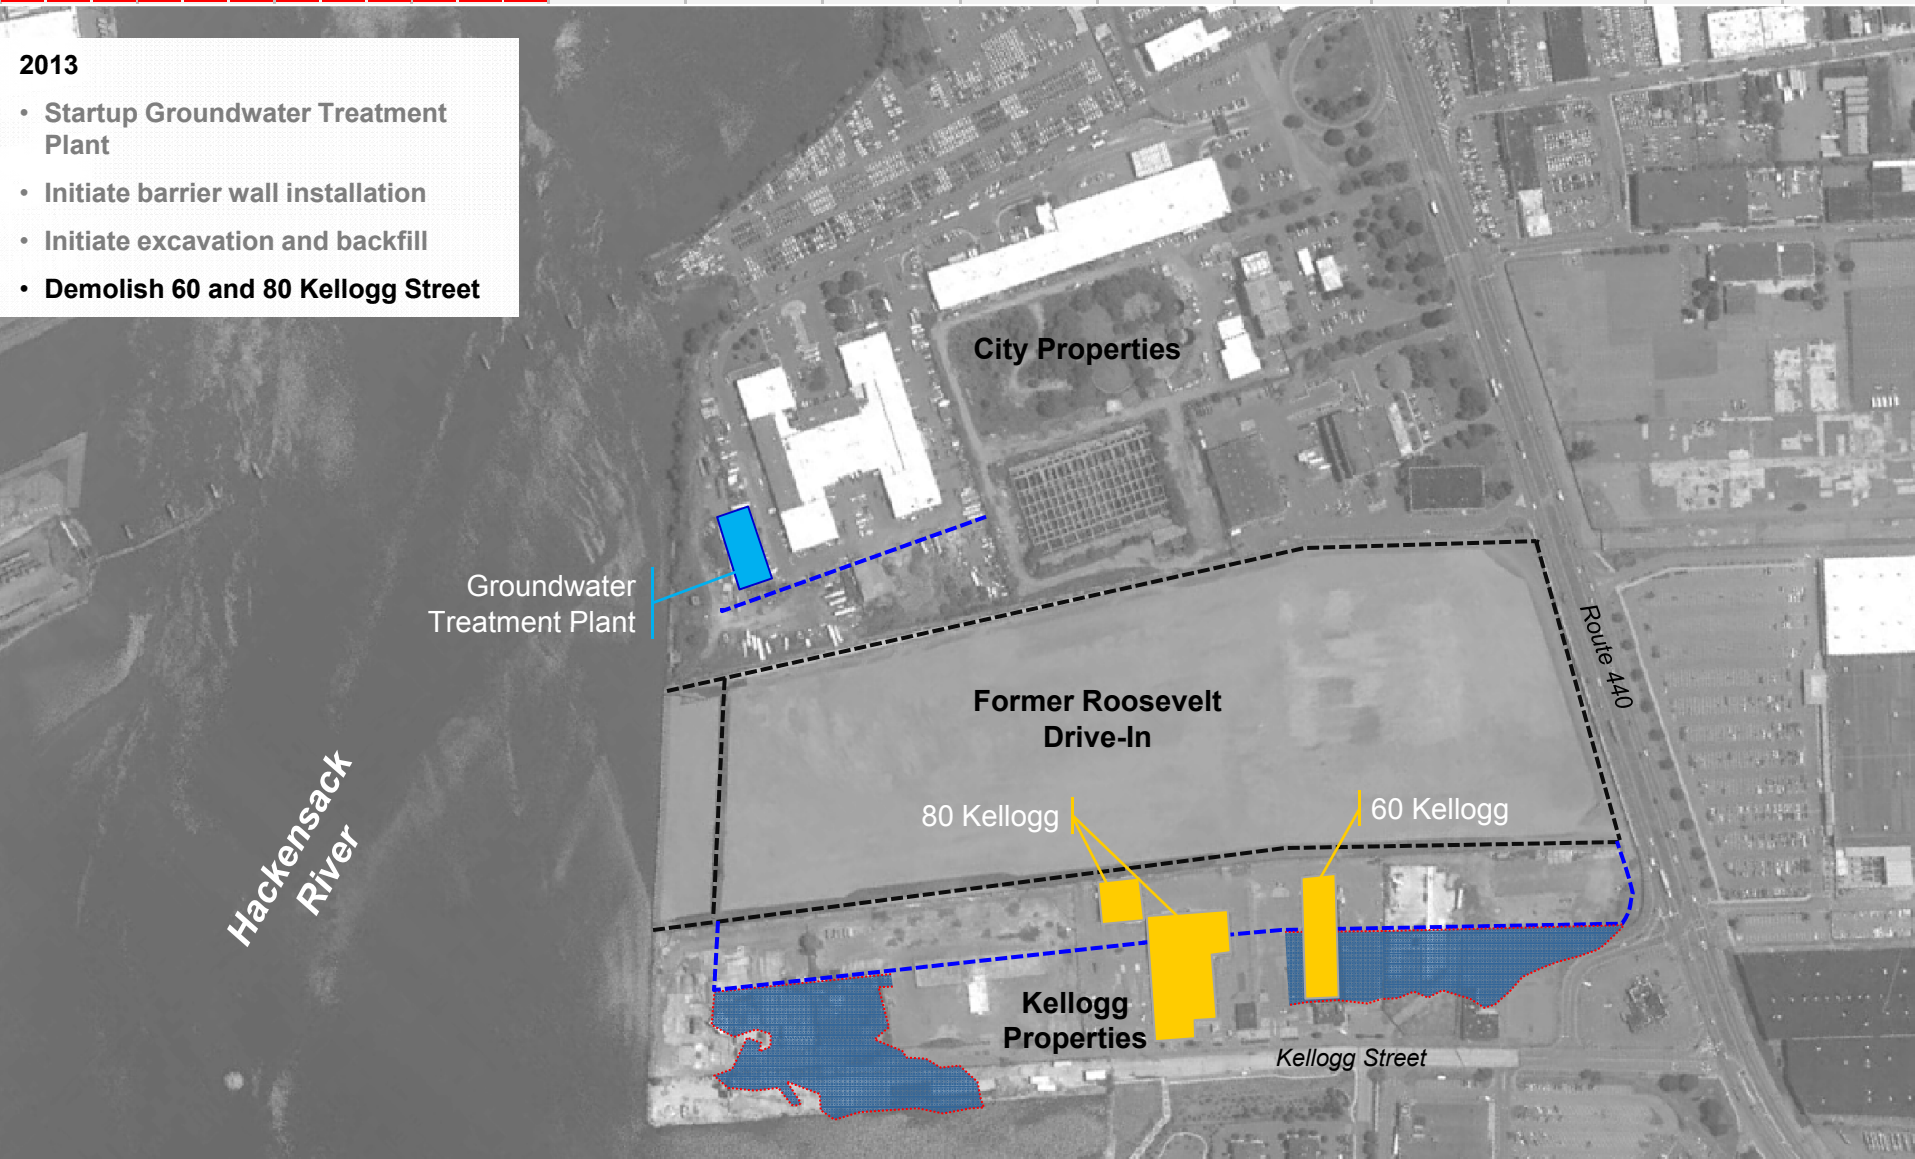 2013
• Startup Groundwater Treatment
Plant
• Initiate barrier wall installation
• Initiate excavation and backfill
• Demolish 60 and 80 Kellogg Street
City Properties
Groundwater
Treatment Plant
Route 440
Former Roosevelt
Drive-In
80 Kellogg
60 Kellogg
Hackensack
River
Kellogg
Properties
Kellogg Street